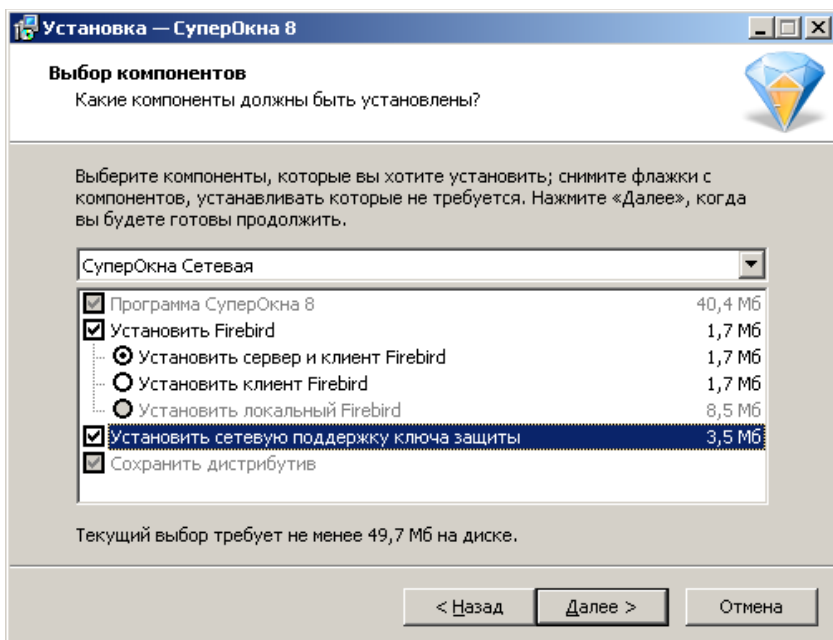 Установка — СуперОкна 8
Выбор компонентов
Какие компоненты должны быть установлены?
Выберите компоненты, которые вы хотите установить; снимите флажки с
компонентов, устанавливать которые не требуется. Нажмите «Далее», когда
вы будете готовы продолжить.
СуперОкна Сетевая
Программа СуперОкна 8 40,4 Мб
Установить Firebird 1,7 Мб
Установить сервер и клиент Firebird 1,7 Мб
Установить клиент Firebird 1,7 Мб
Установить локальный Firebird 8,5 Мб
Установить сетевую поддержку ключа защиты 3,5 Мб
Сохранить дистрибутив
Текущий выбор требует не менее 49,7 Мб на диске.
< Назад Далее > Отмена